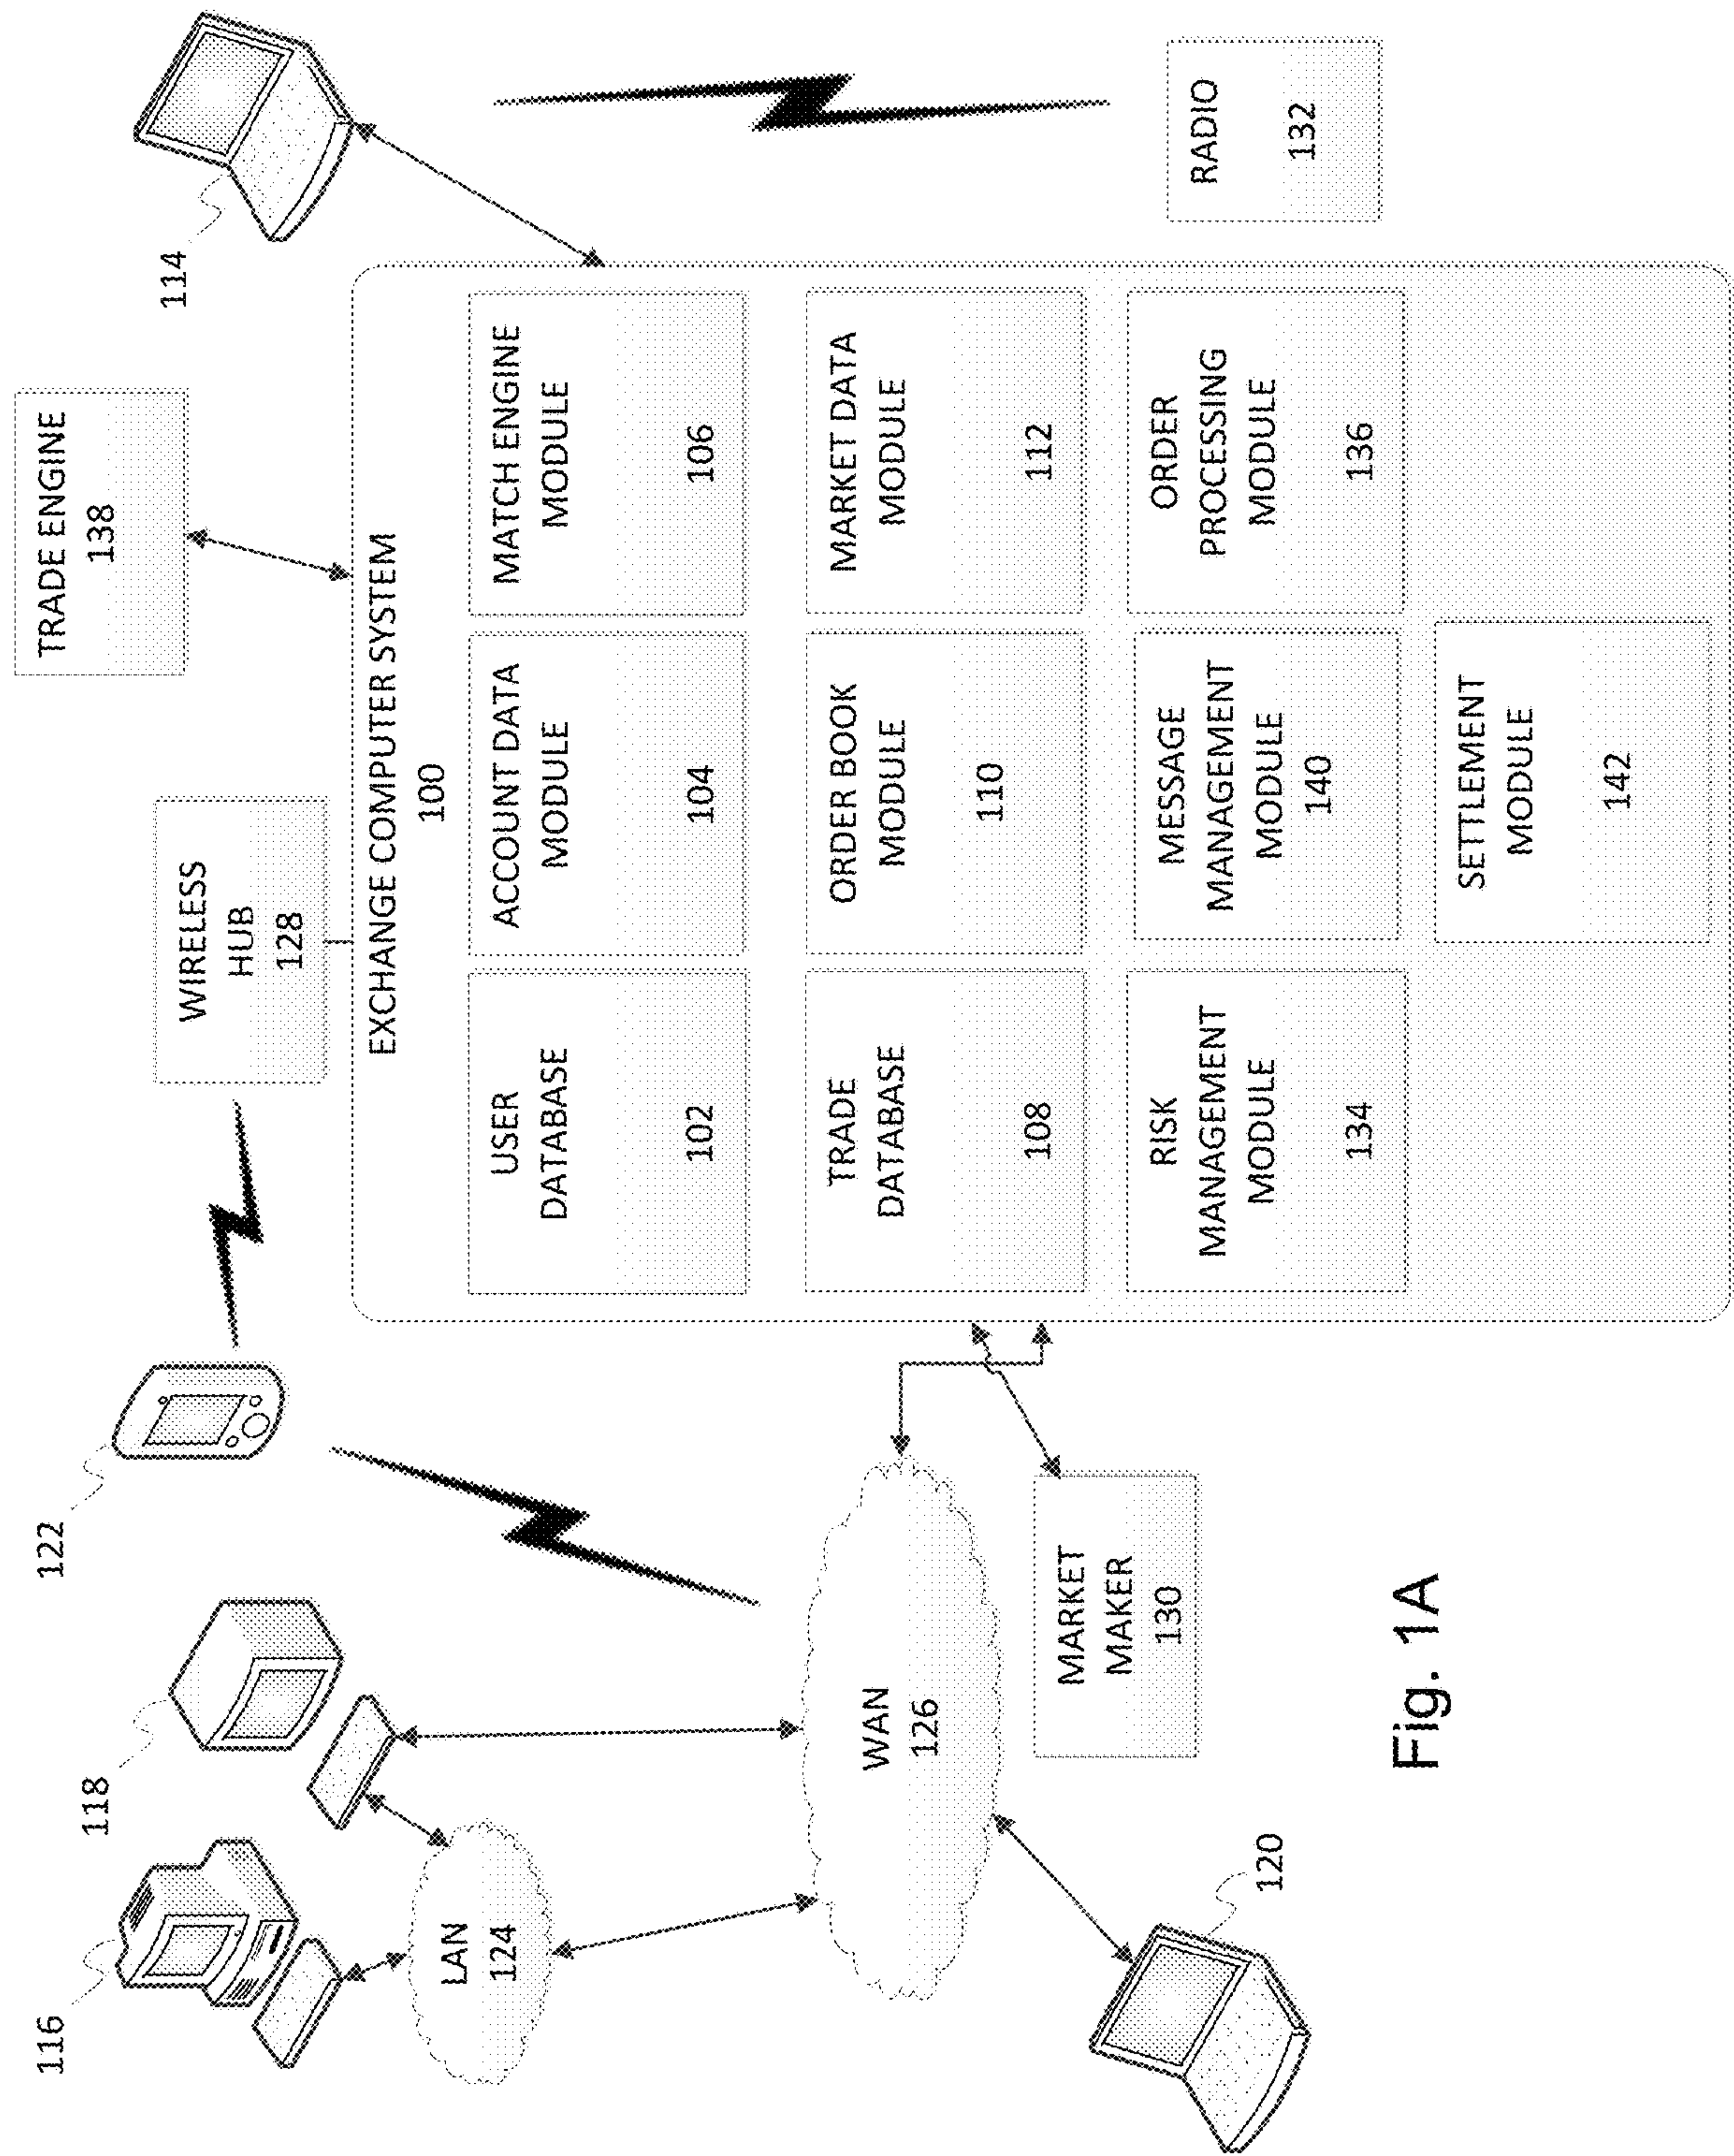 116
118
122
114
TRADE ENGINE
138
WIRELESS
HUB
128
EXCHANGE COMPUTER SYSTEM
100
USER
DATABASE
102
ACCOUNT DATA
MODULE
104
MATCH ENGINE
MODULE
106
TRADE
DATABASE
108
ORDER BOOK
MODULE
110
MARKET DATA
MODULE
112
RISK
MANAGEMENT
MODULE
134
MESSAGE
MANAGEMENT
MODULE
140
ORDER
PROCESSING
MODULE
136
SETTLEMENT
MODULE
142
LAN
124
WAN
126
MARKET
MAKER
130
RADIO
132
120
Fig. 1A